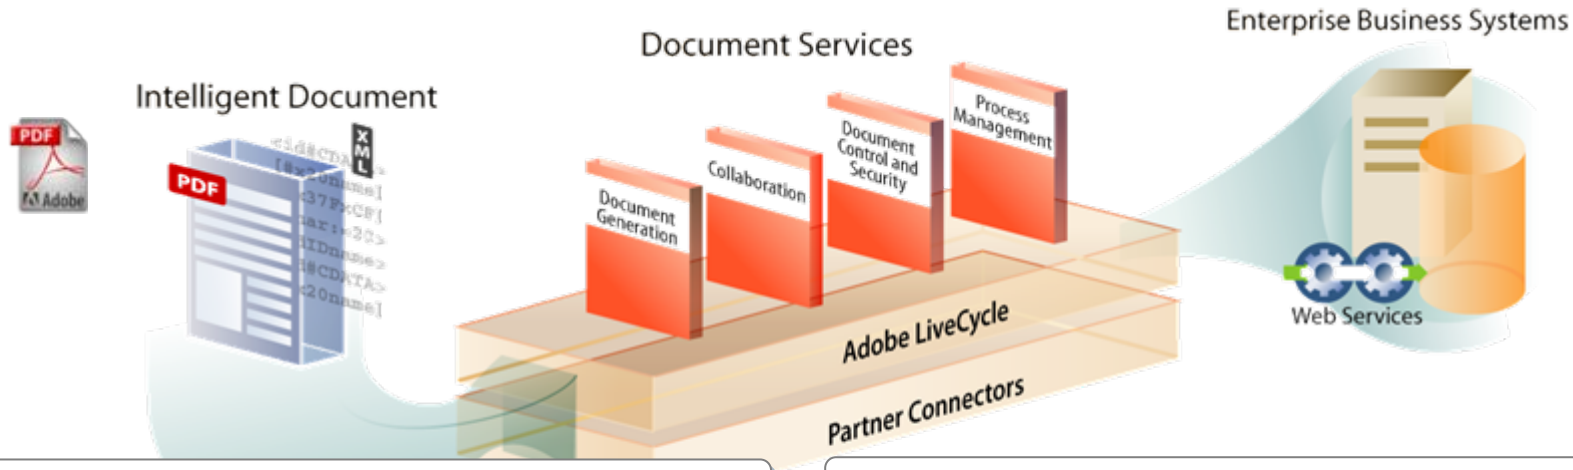 Enterprise Business Systems
Document Services
Intelligent Document
PDF
Adobe
PDF
XML
Document
Generation
Collaboration
Document
Control and
Security
Process
Management
Adobe LiveCycle
Partner Connectors
Web Services